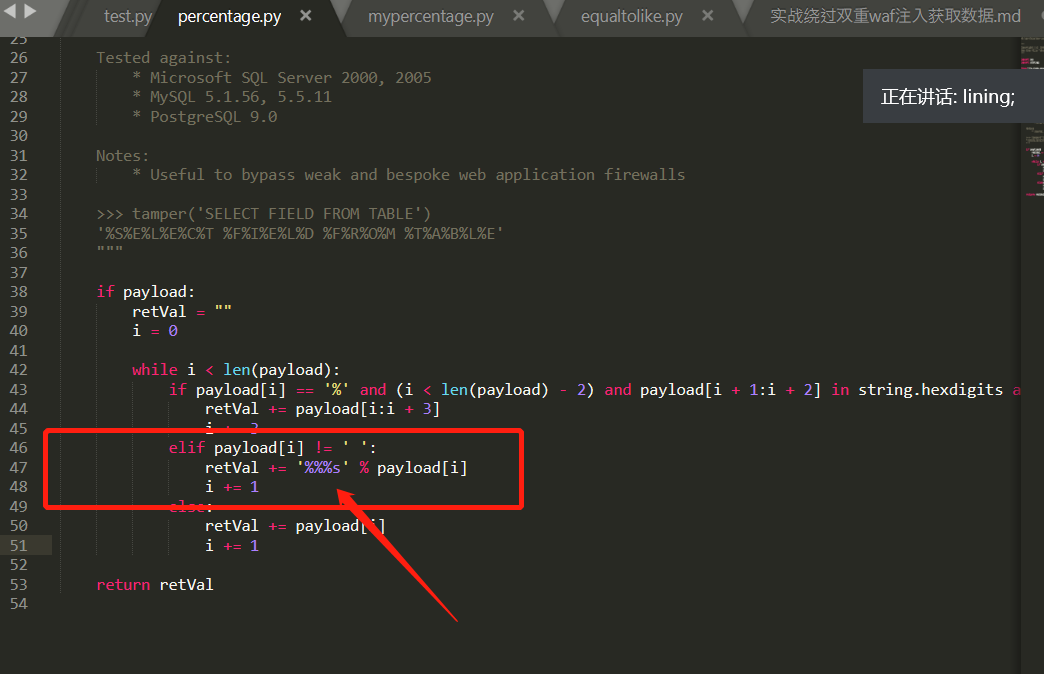 test.py percentage.py × mypercentage.py × equaltolike.py × 实战绕过双重waf注入获取数据.md
25
26 Tested against:
27 * Microsoft SQL Server 2000, 2005
28 * MySQL 5.1.56, 5.5.11
29 * PostgreSQL 9.0
正在讲话: lining;
30
31 Notes:
32 * Useful to bypass weak and bespoke web application firewalls
33
34 >>> tamper('SELECT FIELD FROM TABLE')
35 '%S%E%L%E%C%T %F%I%E%L%D %F%R%O%M %T%A%B%L%E'
36 """
37
38 if payload:
39 retVal = ""
40 i = 0
41
42 while i < len(payload):
43 if payload[i] == '%' and (i < len(payload) - 2) and payload[i + 1:i + 2] in string.hexdigits a
44 retVal += payload[i:i + 3]
45 i += 3
46 elif payload[i] != ' ':
47 retVal += '%%%s' % payload[i]
48 i += 1
49 else:
50 retVal += payload[i]
51 i += 1
52
53 return retVal
54